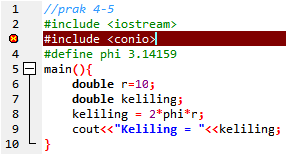 1 //prak 4-5
2 #include <iostream>
#include <conio>
4 #define phi 3.14159
5 main(){
6 double r=10;
7 double keliling;
8 keliling = 2*phi*r;
9 cout<<"Keliling = "<<keliling;
10 }